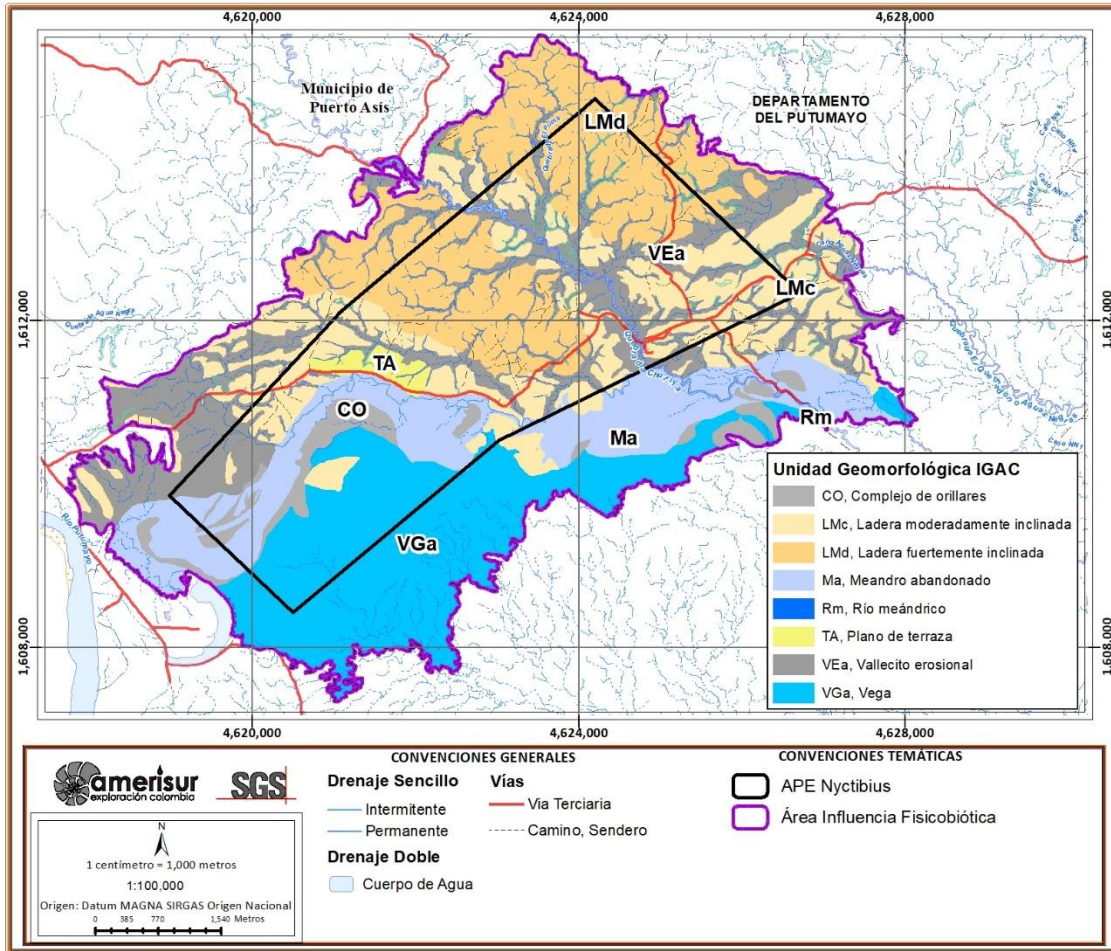 4,620,000
4,624,000
4,628,000
Municipio de
Puerto Asís
DEPARTAMENTO
DEL PUTUMAYO
LMd
VEa
LMc
1,612,000
1,612,000
Quebrada Agua Negra
TA
CO
Ma
Rm
Río Putumayo
VGa
1,608,000
1,608,000
Unidad Geomorfológica IGAC
CO, Complejo de orillares
LMc, Ladera moderadamente inclinada
LMd, Ladera fuertemente inclinada
Ma, Meandro abandonado
Rm, Río meándrico
TA, Plano de terraza
VEa, Vallecito erosional
VGa, Vega
4,620,000
4,624,000
4,628,000
amerisur
exploración colombia
SGS
N
1 centímetro = 1,000 metros
1:100,000
Origen: Datum MAGNA SIRGAS Origen Nacional
0 385 770 1,540 Metros
CONVENCIONES GENERALES
Drenaje Sencillo
Intermitente
Permanente
Drenaje Doble
Cuerpo de Agua
Vías
Via Terciaria
Camino, Sendero
CONVENCIONES TEMÁTICAS
APE Nyctibius
Área Influencia Fisicobiótica